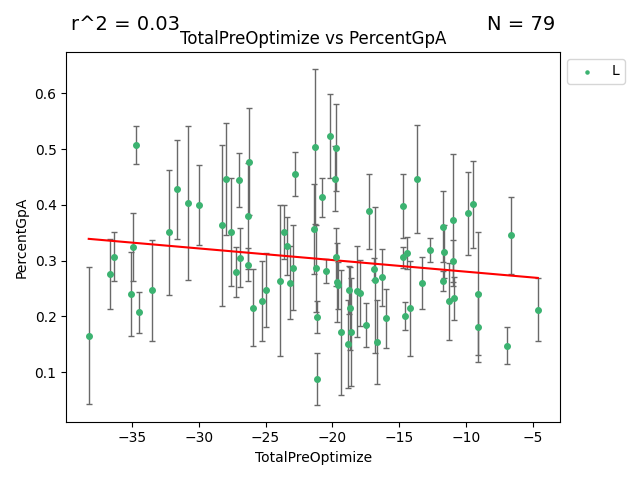 r^2 = 0.03 N = 79
TotalPreOptimize vs PercentGpA
L
0.6
0.5
0.4
0.3
0.2
0.1
PercentGpA
−35 −30 −25 −20 −15 −10 −5
TotalPreOptimize